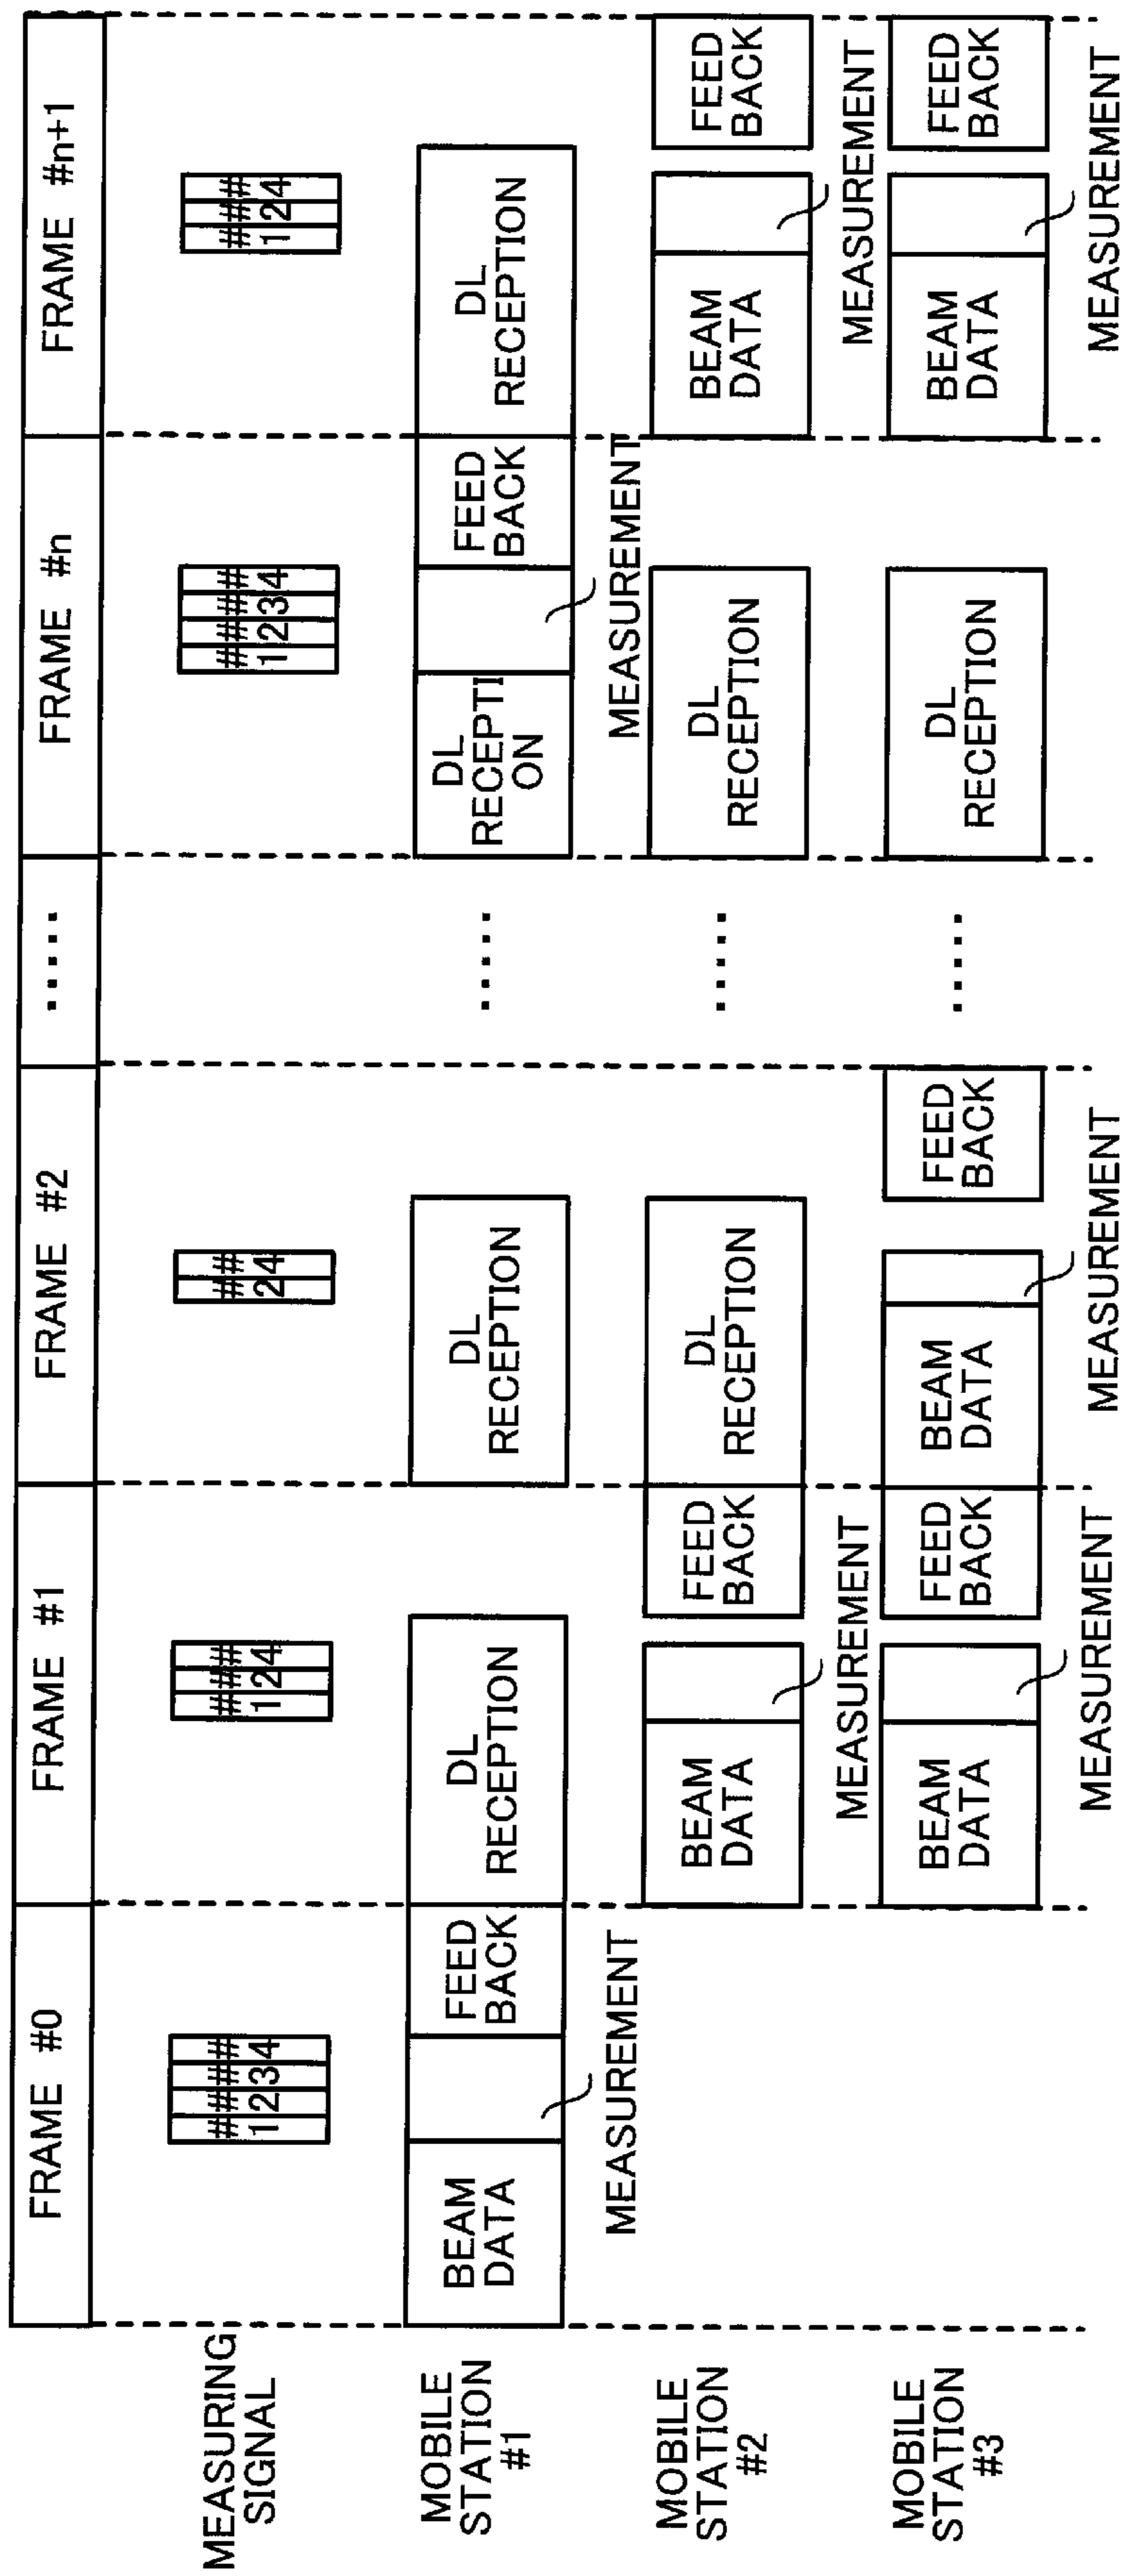 FRAME #0
FRAME #1
FRAME #2
.....
FRAME #n
FRAME #n+1
MEASURING
SIGNAL
# # # #
1 2 3 4
# # #
1 2 4
# #
2 4
# # # #
1 2 3 4
# # #
1 2 4
MOBILE
STATION
#1
BEAM
DATA
FEED
BACK
MEASUREMENT
DL
RECEPTION
DL
RECEPTION
.....
DL
RECEPTI
ON
FEED
BACK
MEASUREMENT
DL
RECEPTION
MOBILE
STATION
#2
BEAM
DATA
FEED
BACK
MEASUREMENT
DL
RECEPTION
.....
DL
RECEPTION
BEAM
DATA
FEED
BACK
MEASUREMENT
MOBILE
STATION
#3
BEAM
DATA
FEED
BACK
MEASUREMENT
BEAM
DATA
FEED
BACK
MEASUREMENT
.....
DL
RECEPTION
BEAM
DATA
FEED
BACK
MEASUREMENT